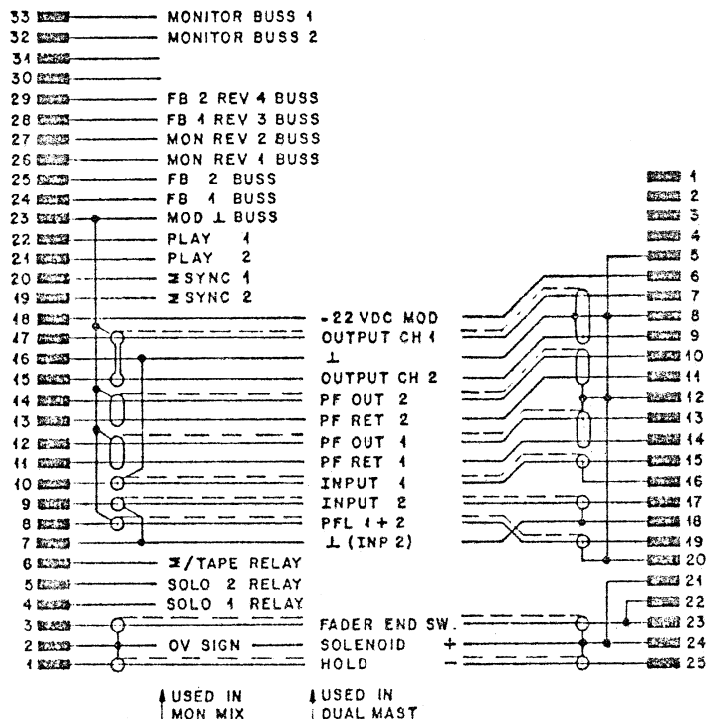 33 MONITOR BUSS 1
32 MONITOR BUSS 2
31
30
29 FB 2 REV 4 BUSS
28 FB 1 REV 3 BUSS
27 MON REV 2 BUSS
26 MON REV 1 BUSS
25 FB 2 BUSS
24 FB 1 BUSS
23 MOD ⊥ BUSS
22 PLAY 1
21 PLAY 2
20 SYNC 1
19 SYNC 2
18 -22 VDC MOD
17 OUTPUT CH 1
16 ⊥
15 OUTPUT CH 2
14 PF OUT 2
13 PF RET 2
12 PF OUT 1
11 PF RET 1
10 INPUT 1
9 INPUT 2
8 PFL 1+2
7 ⊥ (INP 2)
6 /TAPE RELAY
5 SOLO 2 RELAY
4 SOLO 1 RELAY
3 FADER END SW.
2 0V SIGN SOLENOID +
1 HOLD -
1
2
3
4
5
6
7
8
9
10
11
12
13
14
15
16
17
18
19
20
21
22
23
24
25
USED IN
MON MIX
USED IN
DUAL MAST